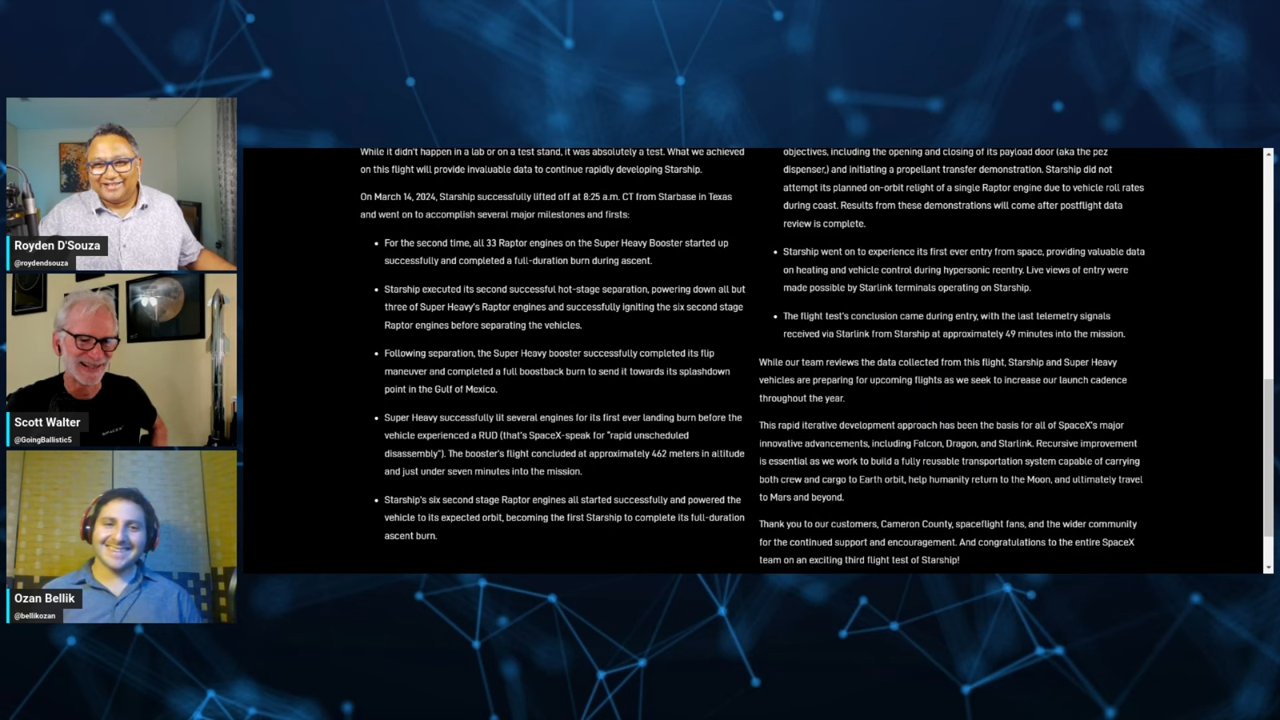 Royden D'Souza
@roydendsouza
Scott Walter
@GoingBallistic5
Ozan Bellik
@bellikozan
While it didn't happen in a lab or on a test stand, it was absolutely a test. What we achieved
on this flight will provide invaluable data to continue rapidly developing Starship.
On March 14, 2024, Starship successfully lifted off at 8:25 a.m. CT from Starbase in Texas
and went on to accomplish several major milestones and firsts:
• For the second time, all 33 Raptor engines on the Super Heavy Booster started up
successfully and completed a full-duration burn during ascent.
• Starship executed its second successful hot-stage separation, powering down all but
three of Super Heavy's Raptor engines and successfully igniting the six second stage
Raptor engines before separating the vehicles.
• Following separation, the Super Heavy booster successfully completed its flip
maneuver and completed a full boostback burn to send it towards its splashdown
point in the Gulf of Mexico.
• Super Heavy successfully lit several engines for its first ever landing burn before the
vehicle experienced a RUD (that's SpaceX-speak for "rapid unscheduled
disassembly"). The booster's flight concluded at approximately 462 meters in altitude
and just under seven minutes into the mission.
• Starship's six second stage Raptor engines all started successfully and powered the
vehicle to its expected orbit, becoming the first Starship to complete its full-duration
ascent burn.
objectives, including the opening and closing of its payload door (aka the pez
dispenser,) and initiating a propellant transfer demonstration. Starship did not
attempt its planned on-orbit relight of a single Raptor engine due to vehicle roll rates
during coast. Results from these demonstrations will come after postflight data
review is complete.
• Starship went on to experience its first ever entry from space, providing valuable data
on heating and vehicle control during hypersonic reentry. Live views of entry were
made possible by Starlink terminals operating on Starship.
• The flight test's conclusion came during entry, with the last telemetry signals
received via Starlink from Starship at approximately 49 minutes into the mission.
While our team reviews the data collected from this flight, Starship and Super Heavy
vehicles are preparing for upcoming flights as we seek to increase our launch cadence
throughout the year.
This rapid iterative development approach has been the basis for all of SpaceX's major
innovative advancements, including Falcon, Dragon, and Starlink. Recursive improvement
is essential as we work to build a fully reusable transportation system capable of carrying
both crew and cargo to Earth orbit, help humanity return to the Moon, and ultimately travel
to Mars and beyond.
Thank you to our customers, Cameron County, spaceflight fans, and the wider community
for the continued support and encouragement. And congratulations to the entire SpaceX
team on an exciting third flight test of Starship!